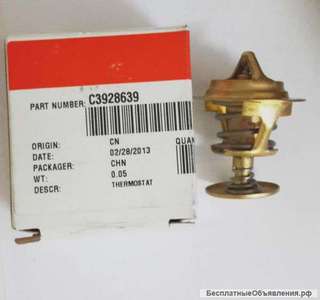 PART NUMBER: C3928639
ORIGIN: CN QUAN
DATE: 02/28/2013
PACKAGER: CHN
WT: 0.05
DESCR: THERMOSTAT
БесплатныеОбъявления.рф